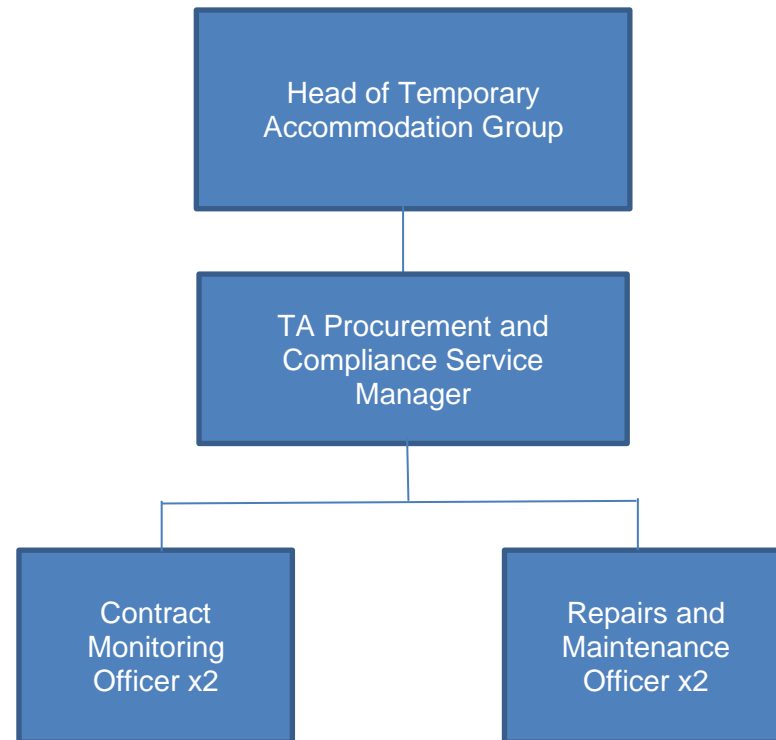 Head of Temporary
Accommodation Group
TA Procurement and
Compliance Service
Manager
Contract
Monitoring
Officer x2
Repairs and
Maintenance
Officer x2